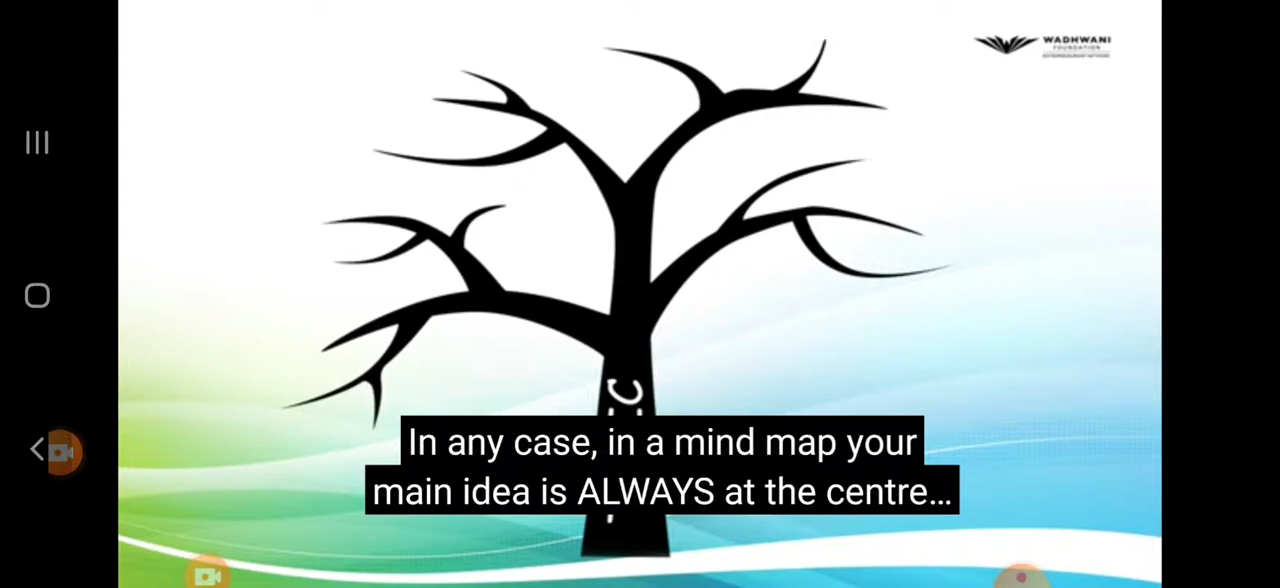 WADHWANI
FOUNDATION
In any case, in a mind map your
main idea is ALWAYS at the centre...